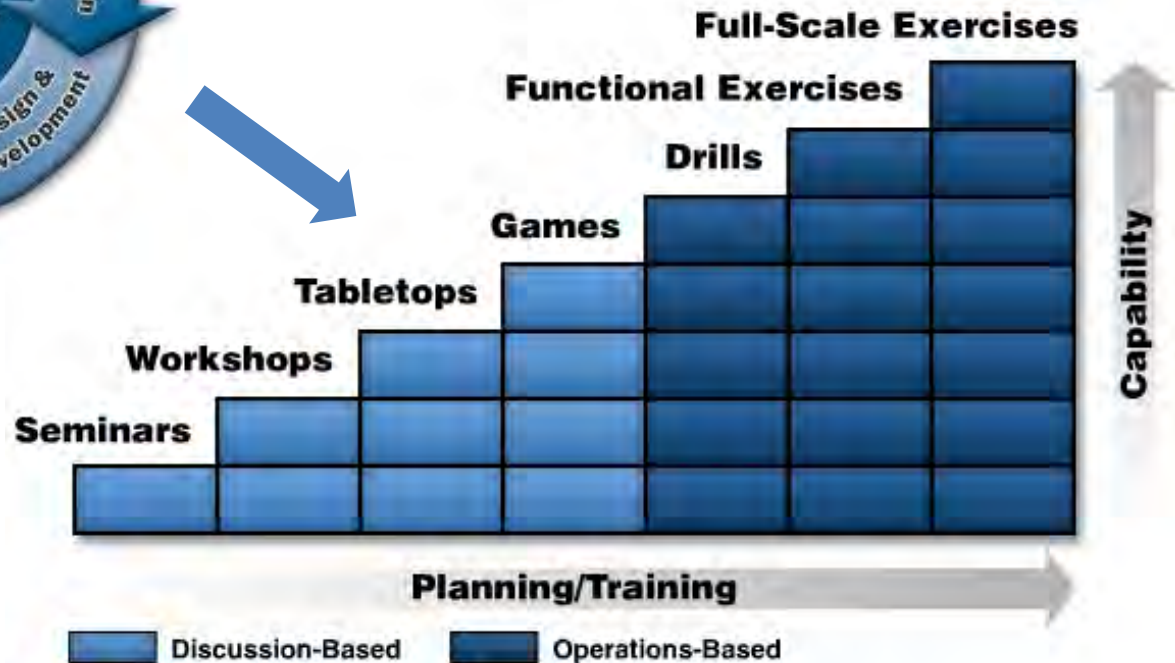 Full-Scale Exercises
Functional Exercises
Drills
Games
Tabletops
Workshops
Seminars
Capability
Planning/Training
Discussion-Based
Operations-Based